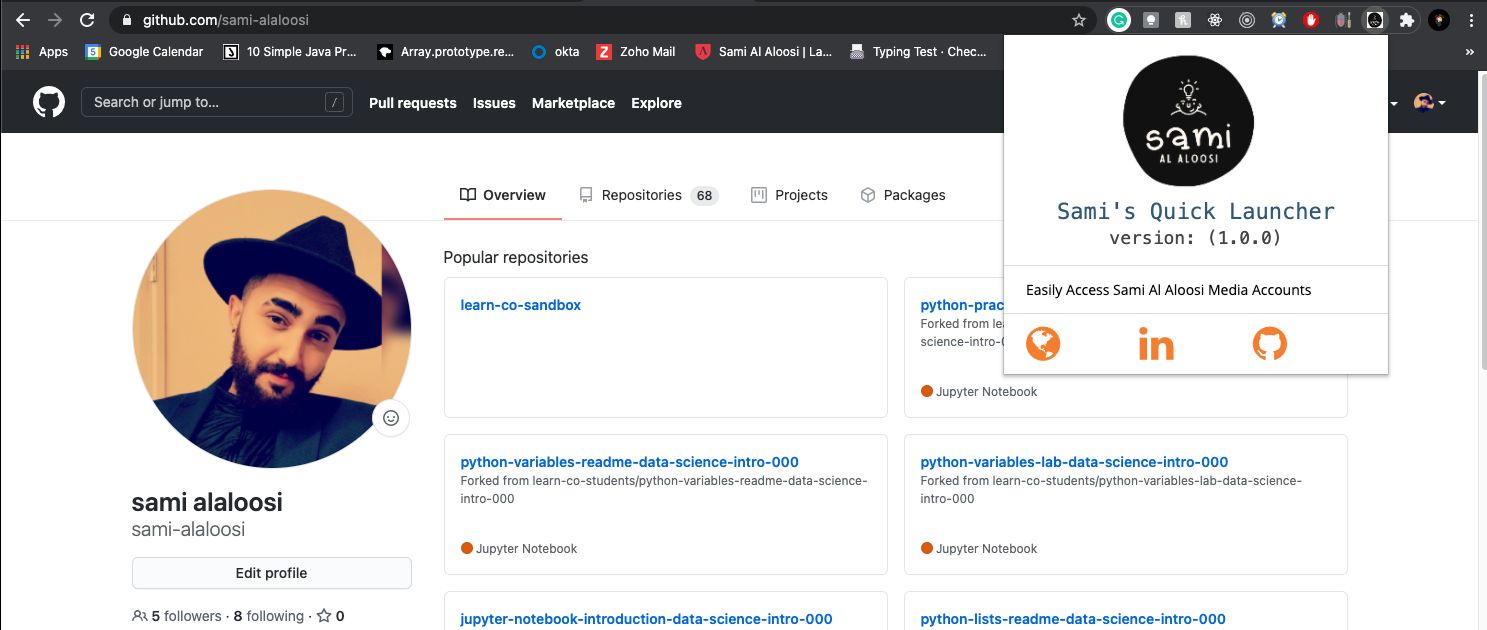 github.com/sami-alaloosi
Apps
5
Google Calendar
10 Simple Java Pr...
Array.prototype.re...
okta
Z
Zoho Mail
Sami Al Aloosi | La...
Typing Test · Chec...
»
Search or jump to...
/
Pull requests
Issues
Marketplace
Explore
sami
AL ALOOSI
Sami's Quick Launcher
version: (1.0.0)
Easily Access Sami Al Aloosi Media Accounts
in
Overview
Repositories 68
Projects
Packages
Popular repositories
learn-co-sandbox
python-prac
Forked from lea
science-intro-0
Jupyter Notebook
python-variables-readme-data-science-intro-000
Forked from learn-co-students/python-variables-readme-data-science-
intro-000
Jupyter Notebook
python-variables-lab-data-science-intro-000
Forked from learn-co-students/python-variables-lab-data-science-
intro-000
Jupyter Notebook
jupyter-notebook-introduction-data-science-intro-000
python-lists-readme-data-science-intro-000
sami alaloosi
sami-alaloosi
Edit profile
5 followers · 8 following · 0